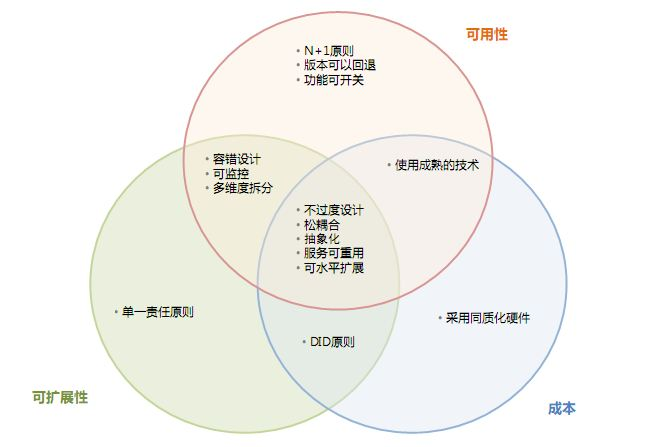 可用性
• N+1原则
• 版本可以回退
• 功能可开关
• 容错设计
• 可监控
• 多维度拆分
• 使用成熟的技术
• 不过度设计
• 松耦合
• 抽象化
• 服务可重用
• 可水平扩展
• 单一责任原则
• 采用同质化硬件
• DID原则
可扩展性
成本